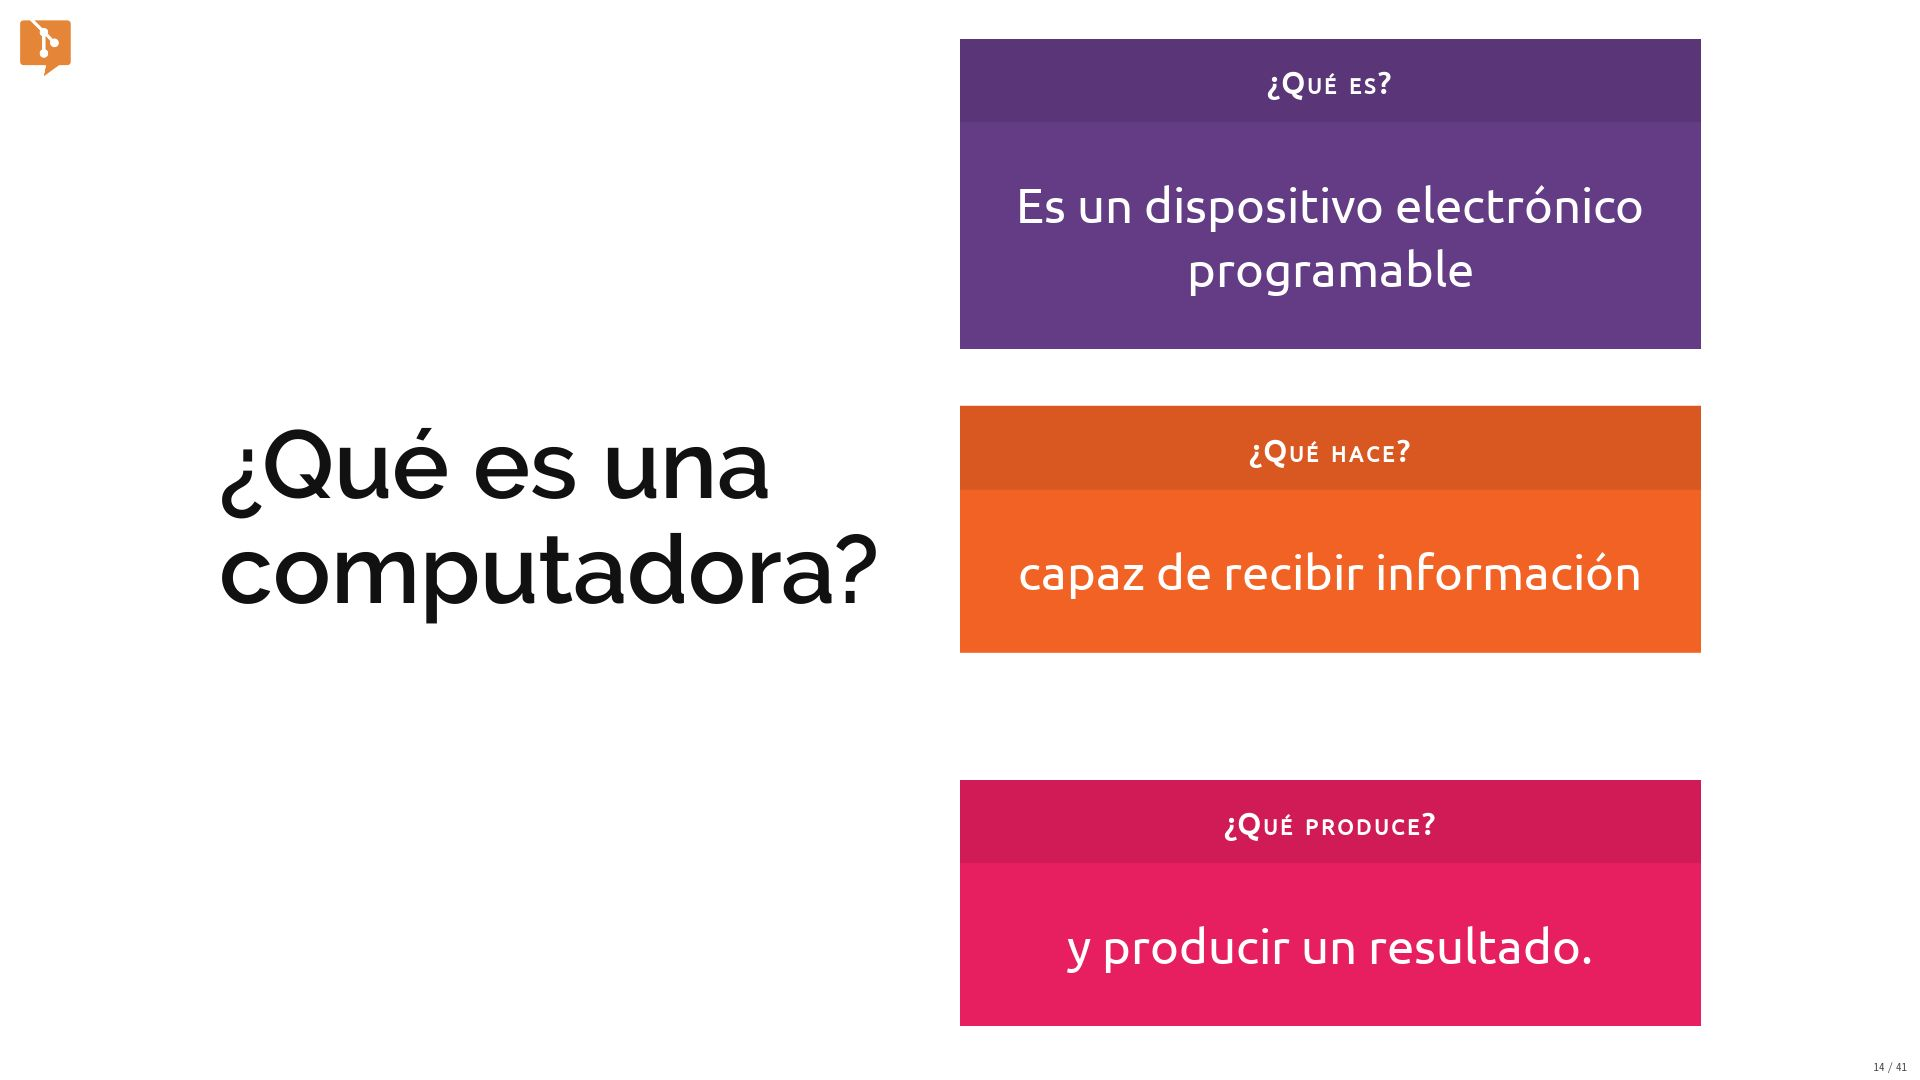 ¿Qué es una
computadora?
¿Qué es?
Es un dispositivo electrónico
programable
¿Qué hace?
capaz de recibir información
¿Qué produce?
y producir un resultado.
14 / 41